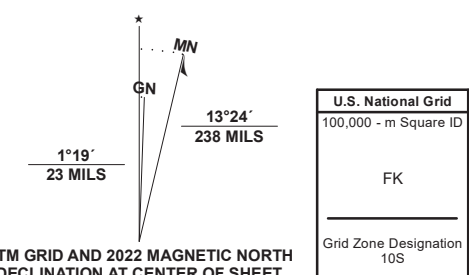 ★
MN
GN
13°24´
238 MILS
1°19´
23 MILS
TM GRID AND 2022 MAGNETIC NORTH
DECLINATION AT CENTER OF SHEET
U.S. National Grid
100,000 - m Square ID
FK
Grid Zone Designation
10S